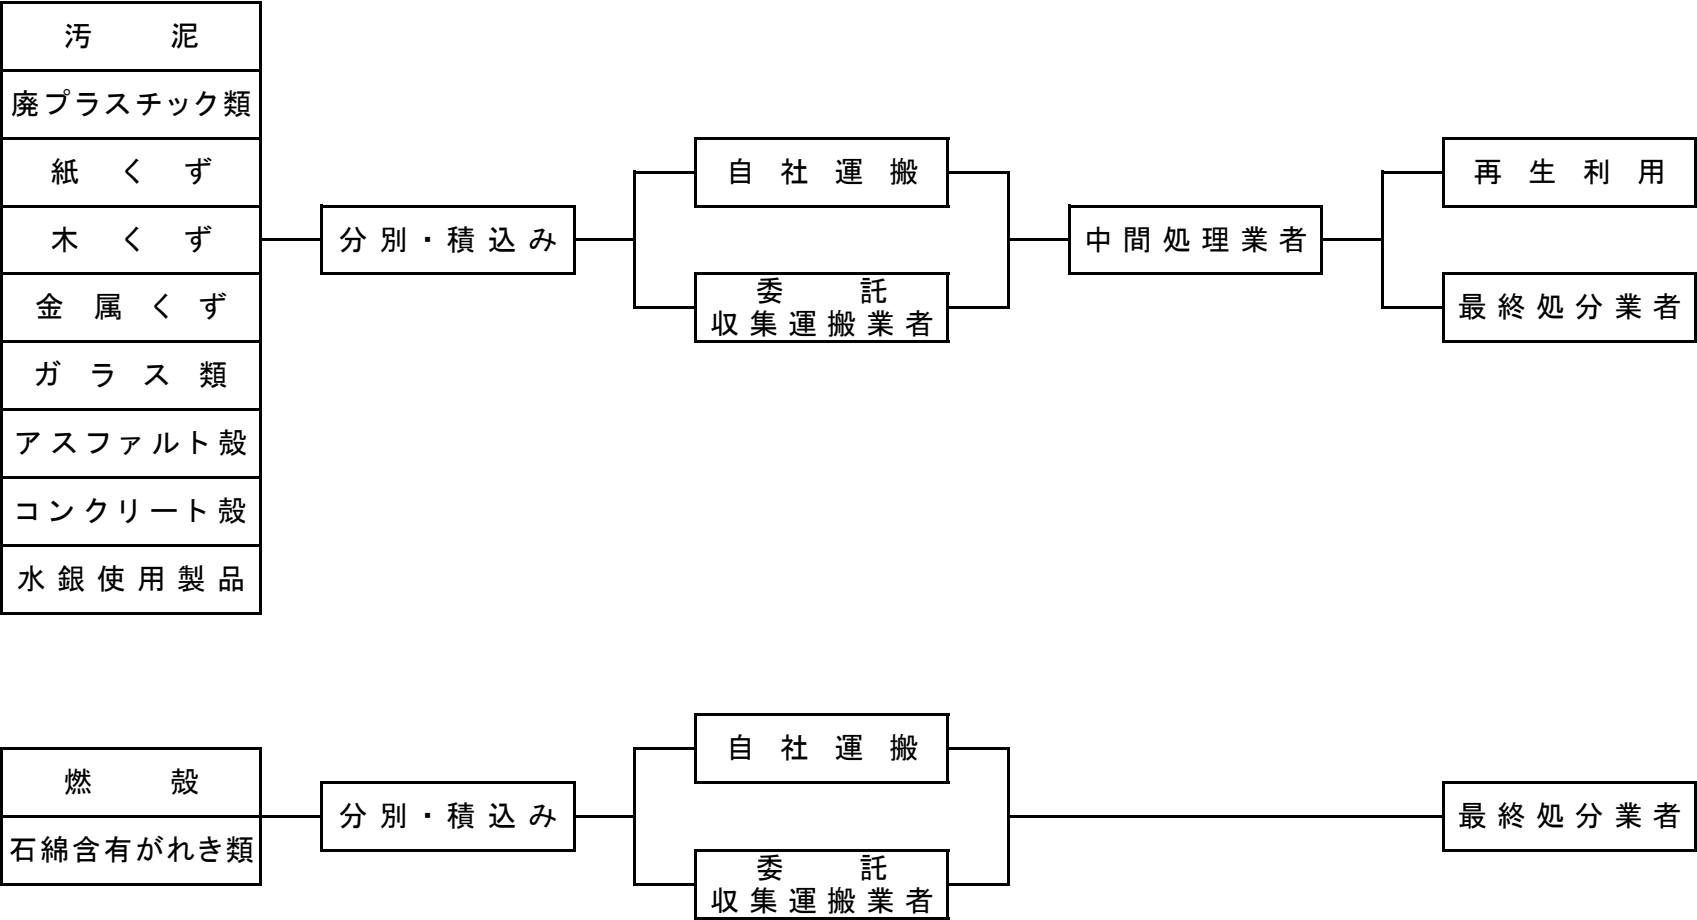 汚泥
廃プラスチック類
紙くず
木くず
金属くず
ガラス類
アスファルト殻
コンクリート殻
水銀使用製品
分別・積込み
自社運搬
委託
収集運搬業者
中間処理業者
再生利用
最終処分業者
燃殻
石綿含有がれき類
分別・積込み
自社運搬
委託
収集運搬業者
最終処分業者